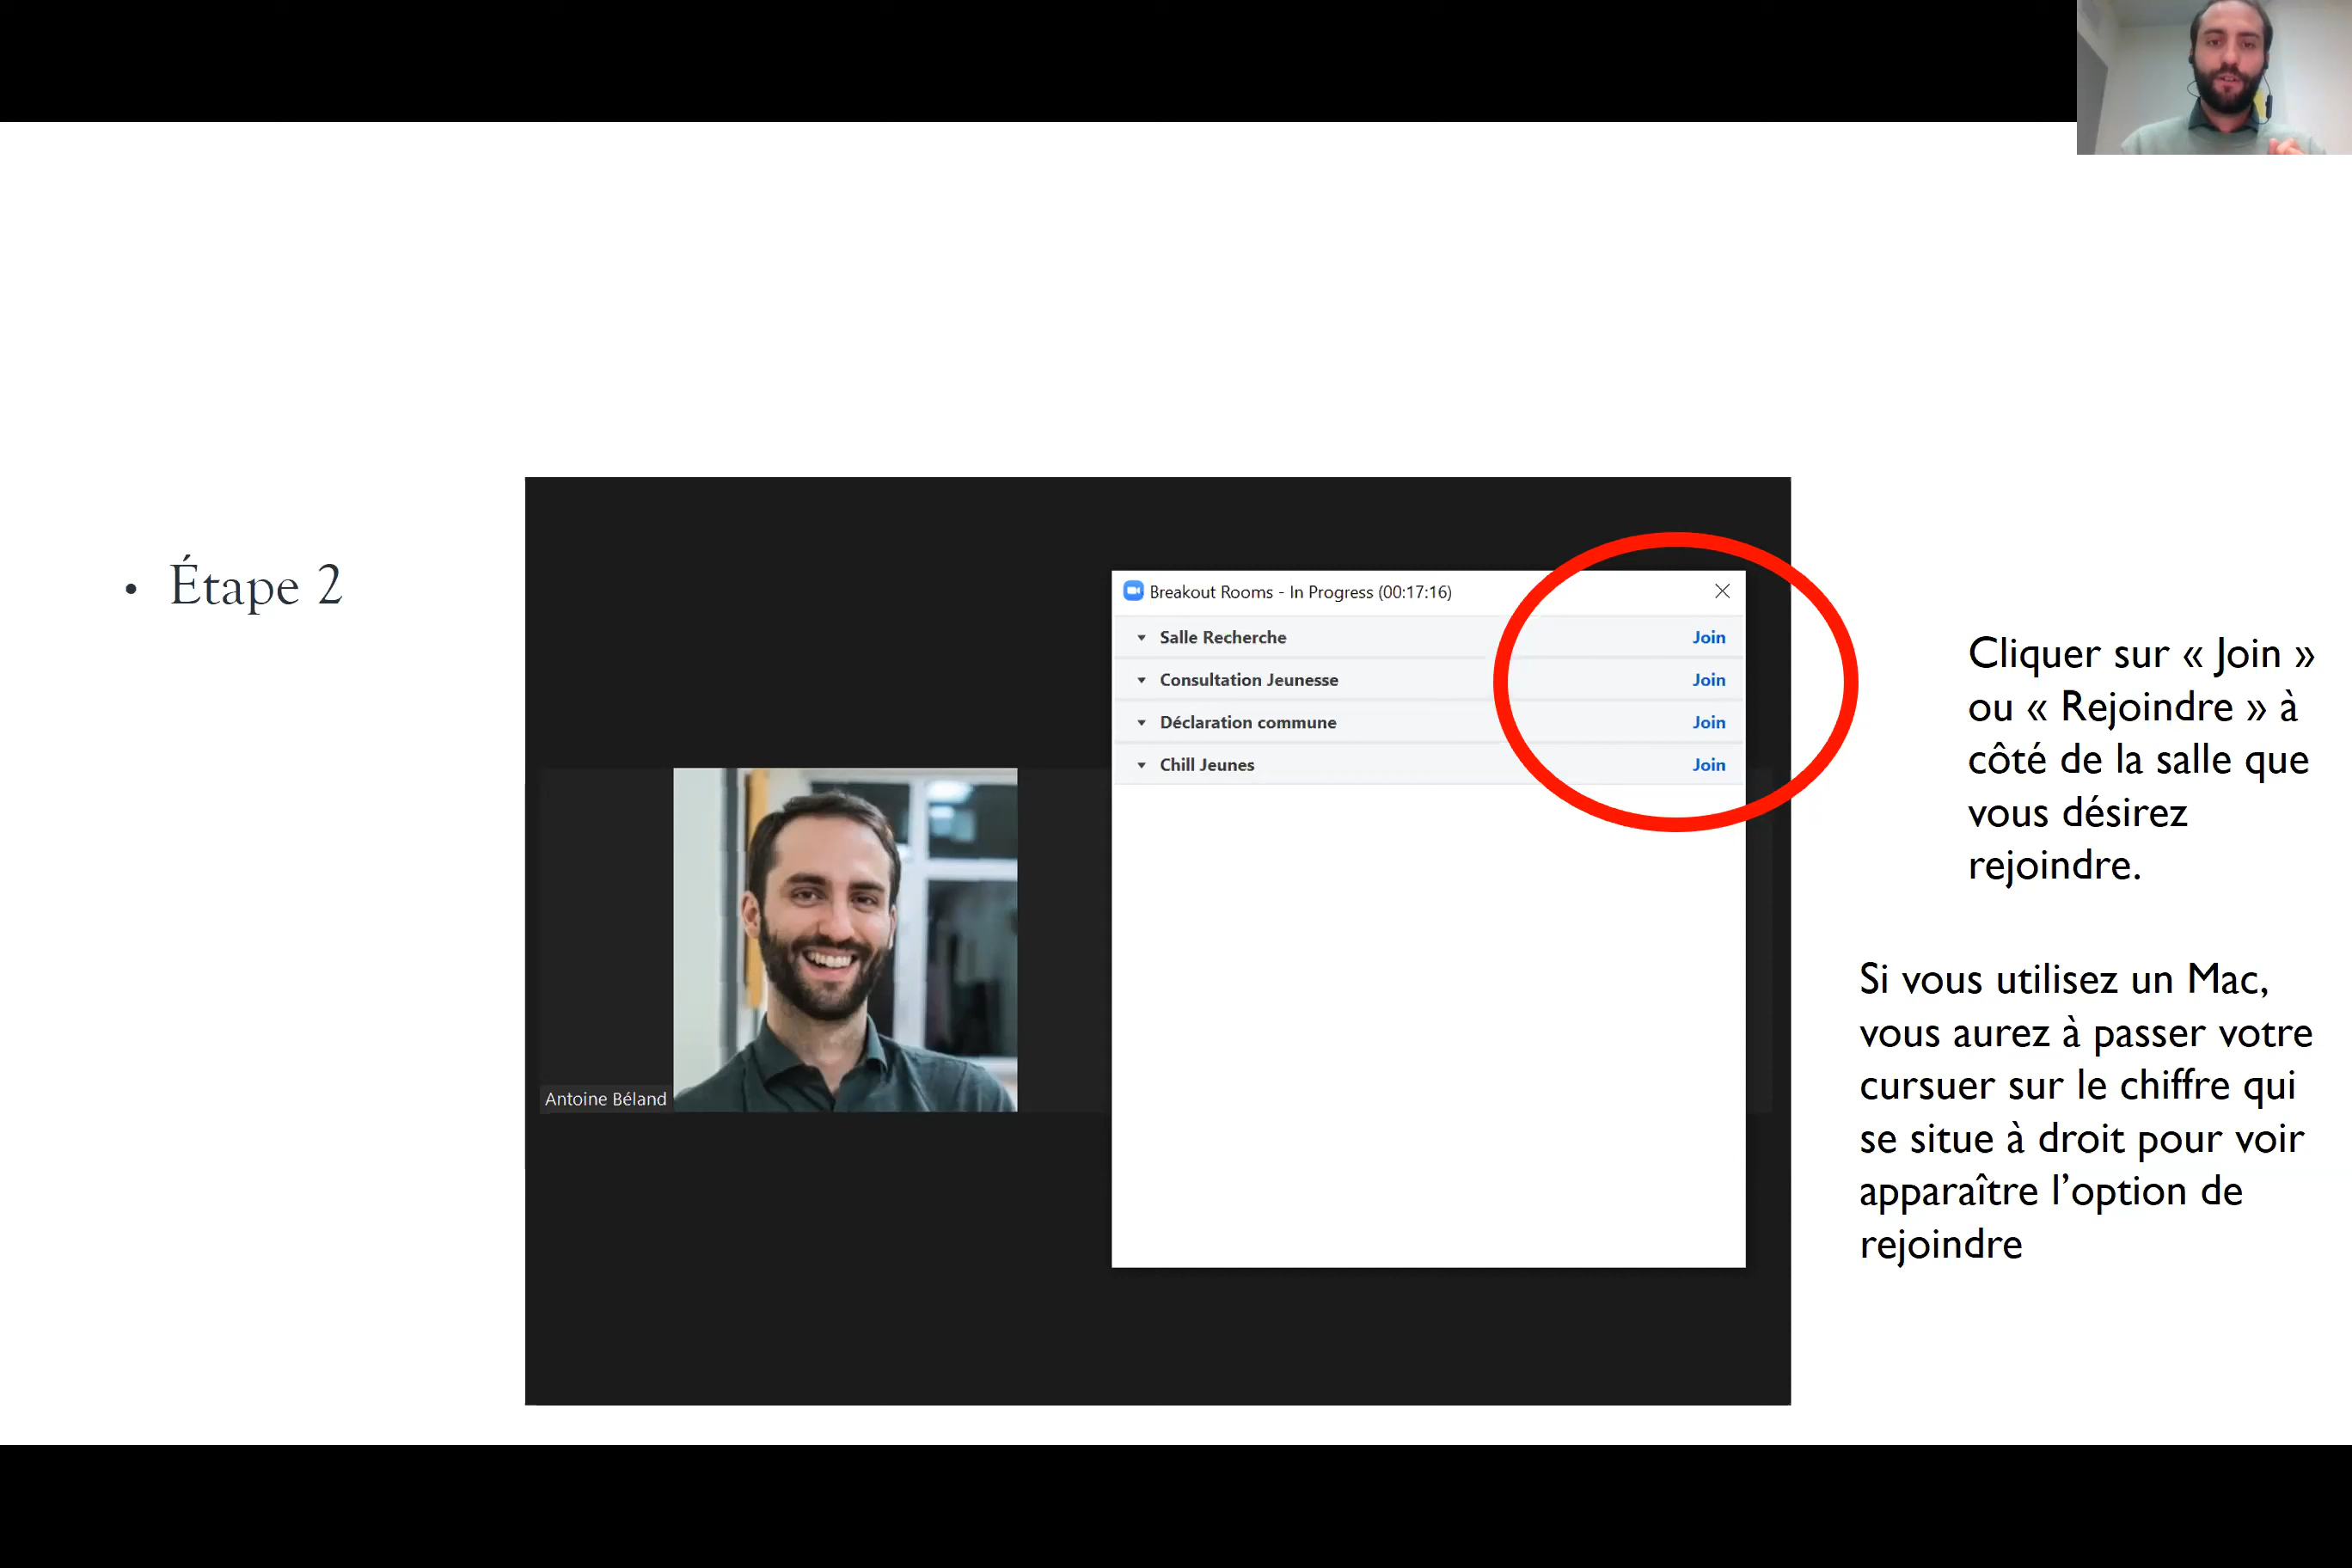 • Étape 2
Breakout Rooms - In Progress (00:17:16)
Salle Recherche Join
Consultation Jeunesse Join
Déclaration commune Join
Chill Jeunes Join
Antoine Béland
Cliquer sur « Join »
ou « Rejoindre » à
côté de la salle que
vous désirez
rejoindre.
Si vous utilisez un Mac,
vous aurez à passer votre
cursuer sur le chiffre qui
se situe à droit pour voir
apparaître l’option de
rejoindre